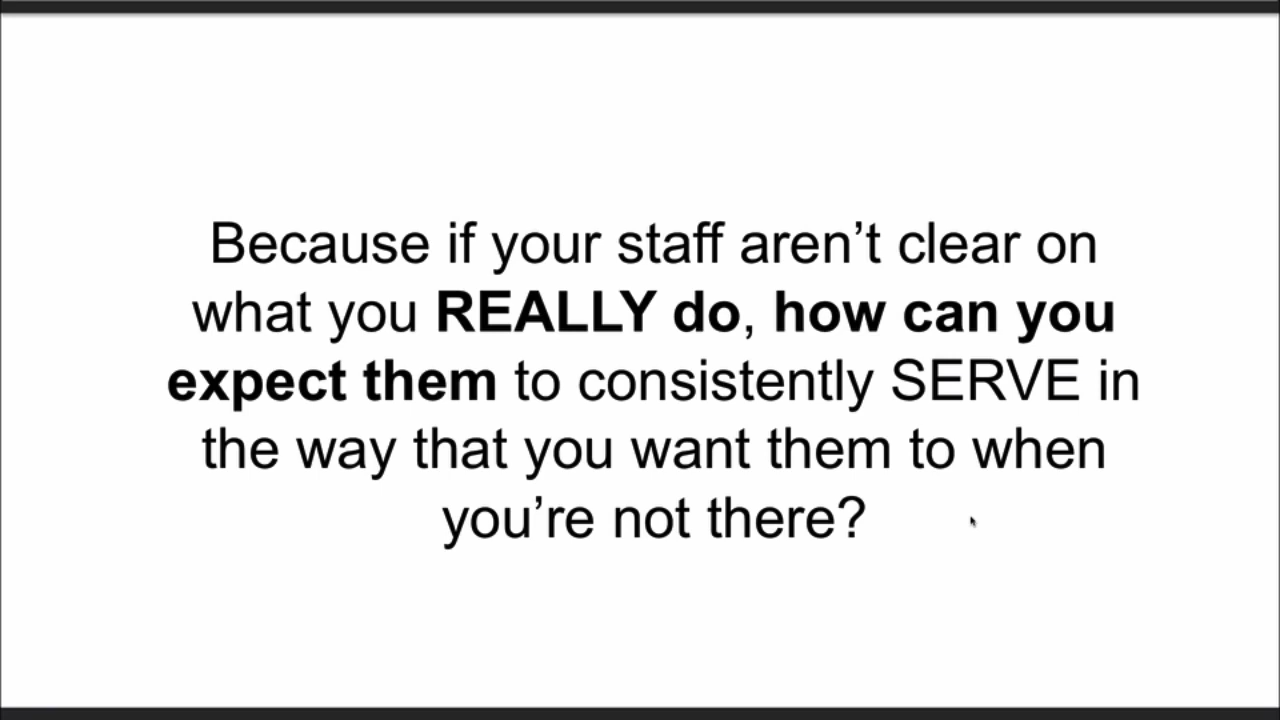 Because if your staff aren’t clear on
what you REALLY do, how can you
expect them to consistently SERVE in
the way that you want them to when
you’re not there?